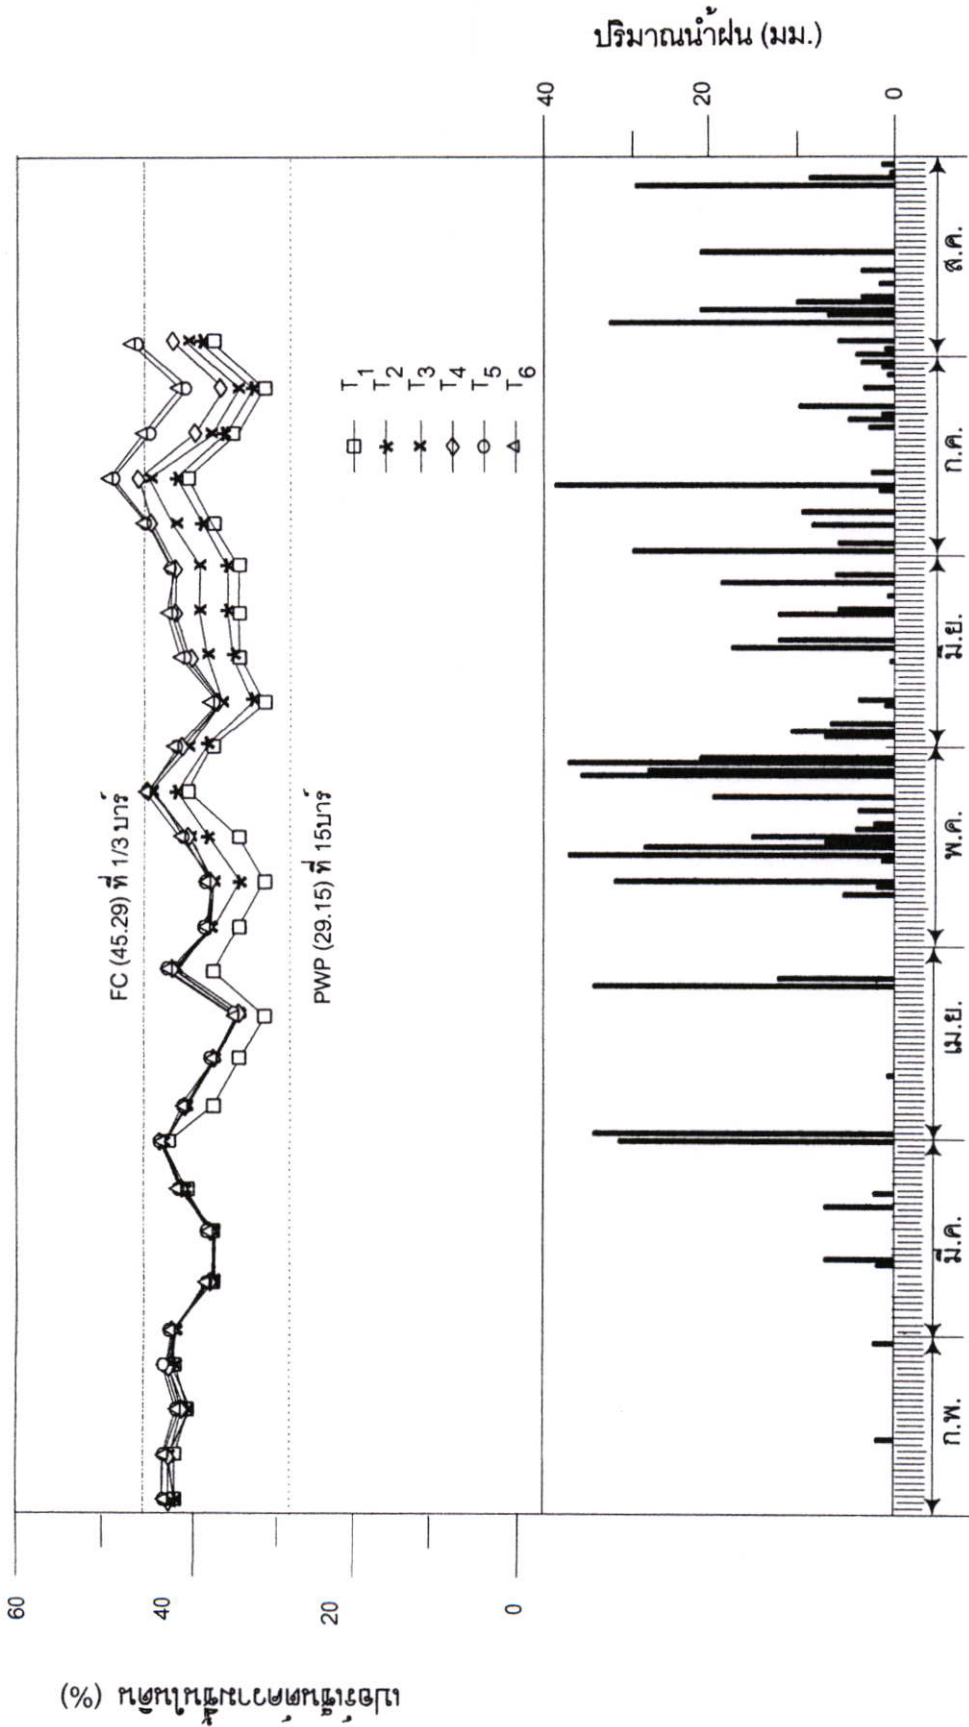 เปอร์เซ็นต์ความชื้นในดิน (%)
60
40
20
0
FC (45.29) ที่ 1/3 บาร์
PWP (29.15) ที่ 15บาร์
T1
T2
T3
T4
T5
T6
ปริมาณน้ำฝน (มม.)
40
20
0
ก.พ.
มี.ค.
เม.ย.
พ.ค.
มิ.ย.
ก.ค.
ส.ค.